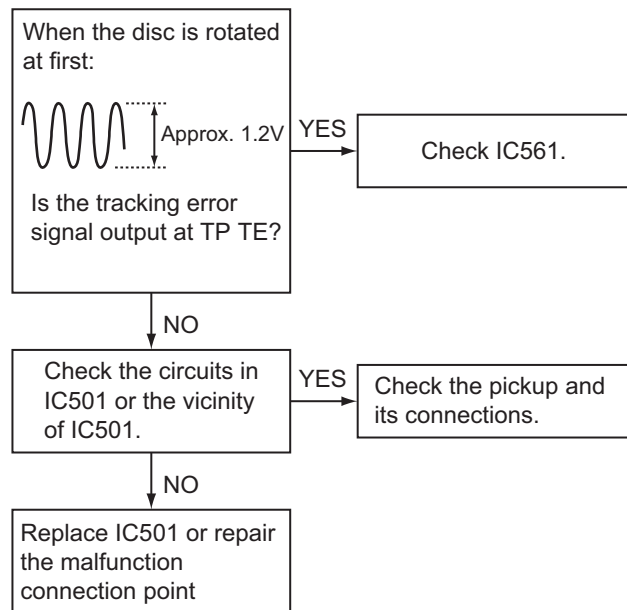 When the disc is rotated
at first:
Approx. 1.2V
Is the tracking error
signal output at TP TE?
YES
Check IC561.
NO
Check the circuits in
IC501 or the vicinity
of IC501.
YES
Check the pickup and
its connections.
NO
Replace IC501 or repair
the malfunction
connection point